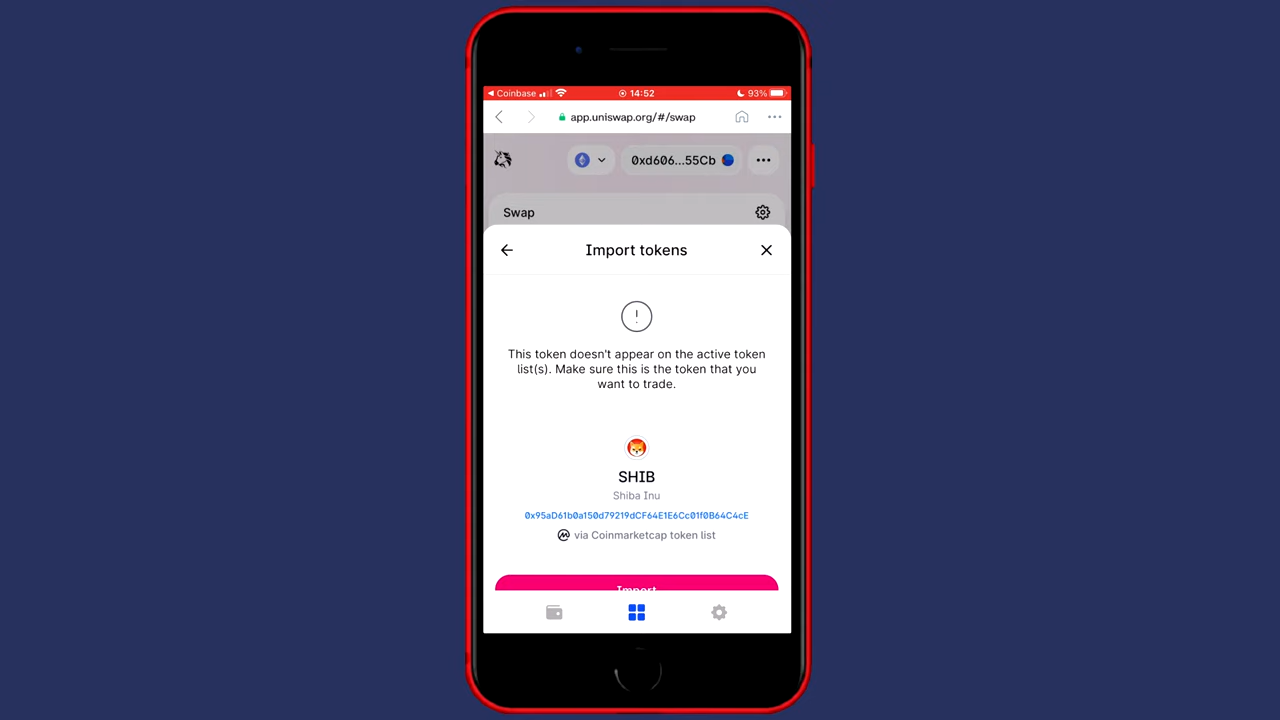 ◀ Coinbase 14:52 93%
app.uniswap.org/#/swap
0xd606...55Cb
Swap
Import tokens
This token doesn't appear on the active token
list(s). Make sure this is the token that you
want to trade.
SHIB
Shiba Inu
0x95aD61b0a150d79219dCF64E1E6Cc01f0B64C4cE
via Coinmarketcap token list
Import